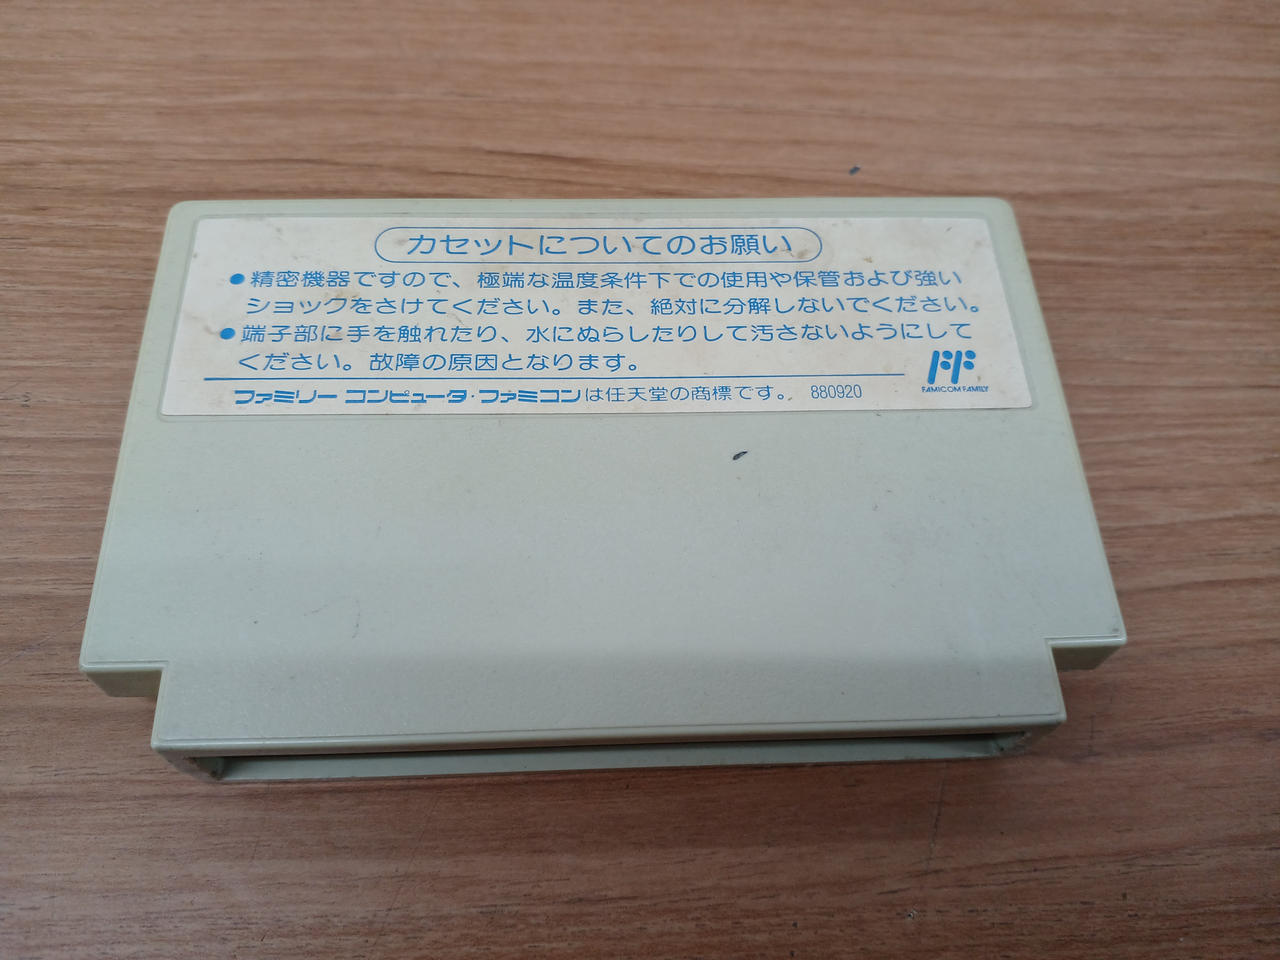 カセットについてのお願い
●精密機器ですので、極端な温度条件下での使用や保管および強い
ショックをさけてください。また、絶対に分解しないでください。
●端子部に手を触れたり、水にぬらしたりして汚さないようにして
ください。故障の原因となります。
FAMICOM FAMILY
ファミリー コンピュータ・ファミコンは任天堂の商標です。 880920